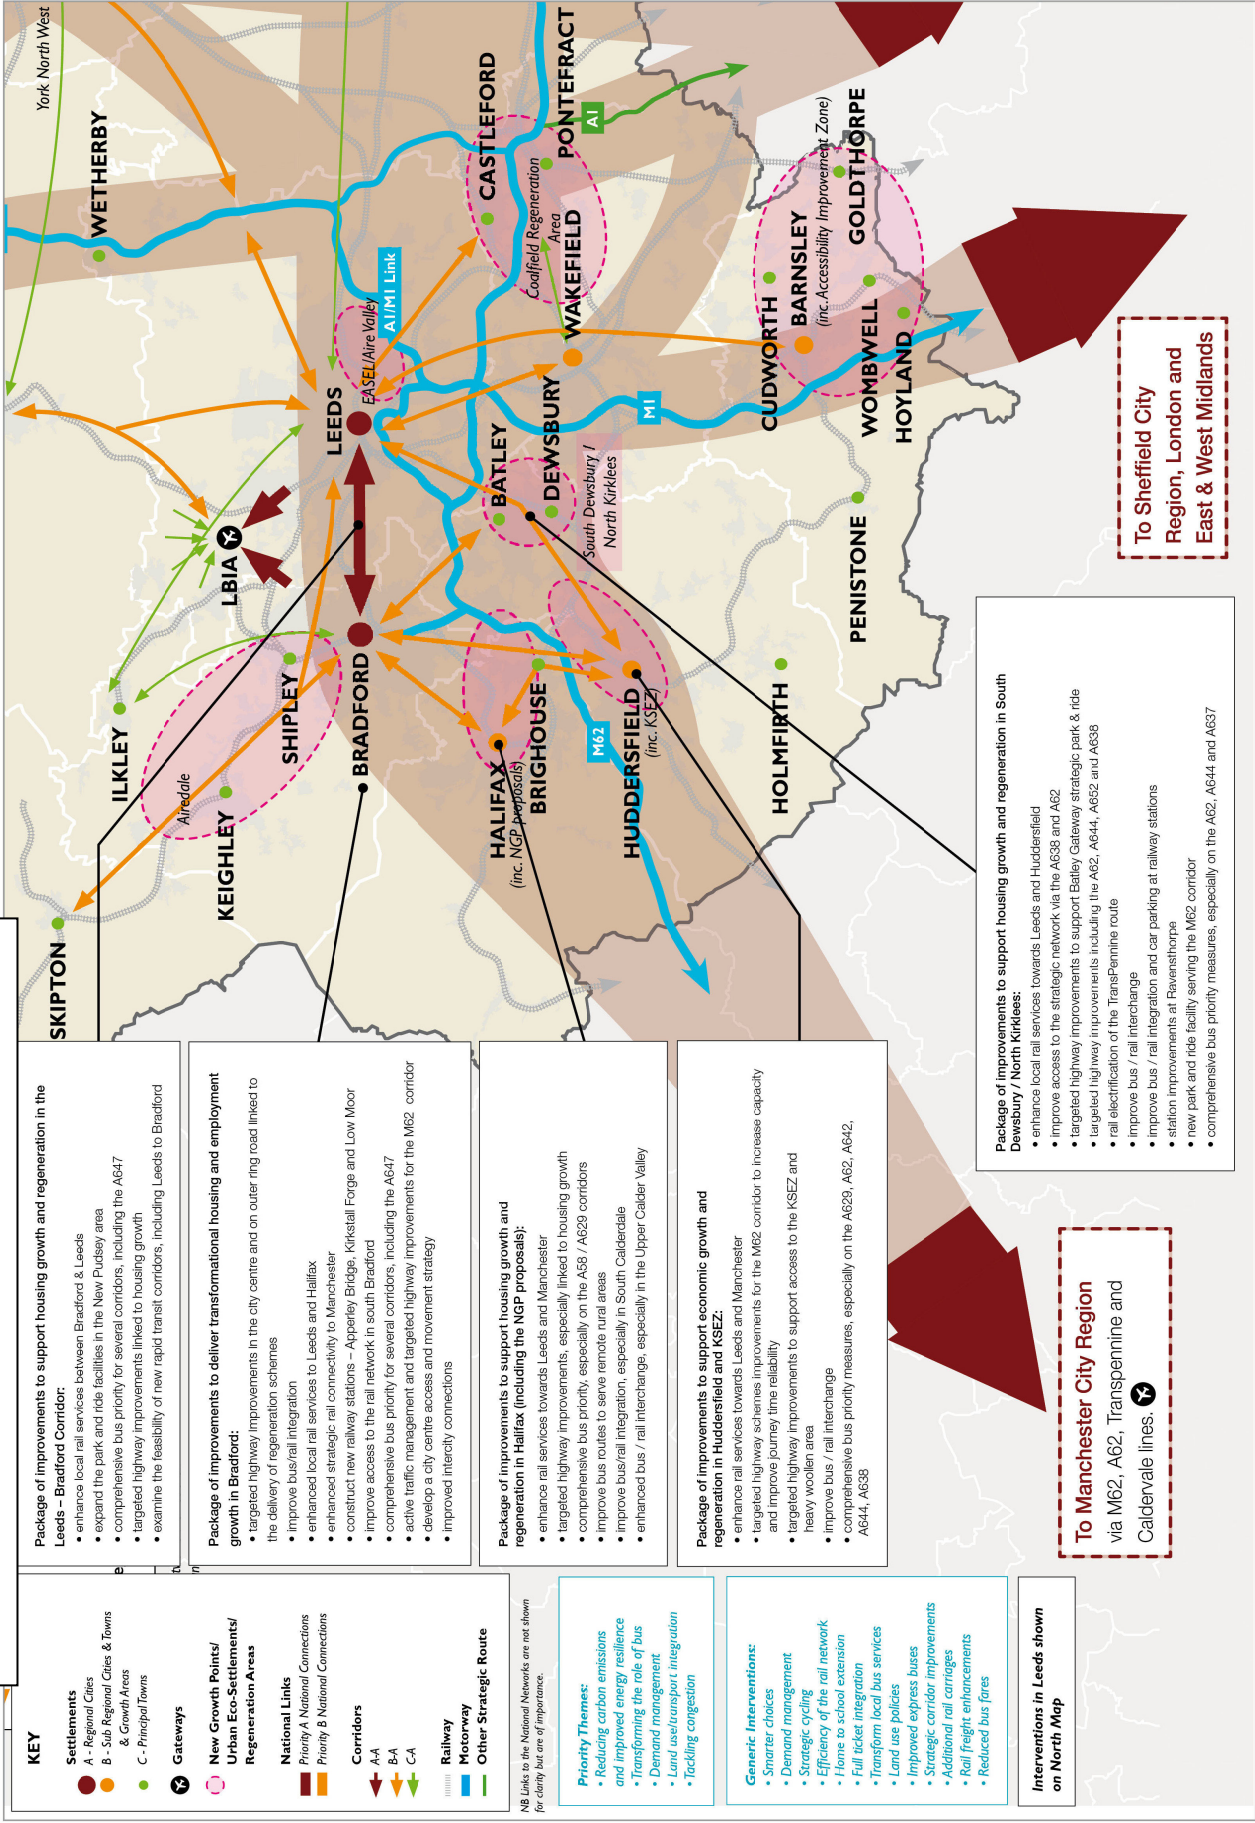 KEY
Settlements
A - Regional Cities
B - Sub Regional Cities & Towns
& Growth Areas
C - Principal Towns
Gateways
New Growth Points/
Urban Eco-Settlements/
Regeneration Areas
National Links
Priority A National Connections
Priority B National Connections
Corridors
A-A
B-A
C-A
Railway
Motorway
Other Strategic Route
NB Links to the National Networks are not shown
for clarity but are of importance.
Priority Themes:
• Reducing carbon emissions
and improved energy resilience
• Transforming the role of bus
• Demand management
• Land use/transport integration
• Tackling congestion
Generic Interventions:
• Smarter choices
• Demand management
• Strategic cycling
• Efficiency of the rail network
• Home to school extension
• Full ticket integration
• Transform local bus services
• Land use policies
• Improved express buses
• Strategic corridor improvements
• Additional rail carriages
• Rail freight enhancements
• Reduced bus fares
Interventions in Leeds shown
on North Map
Package of improvements to support housing growth and regeneration in the
Leeds – Bradford Corridor:
• enhance local rail services between Bradford & Leeds
• expand the park and ride facilities in the New Pudsey area
• comprehensive bus priority for several corridors, including the A647
• targeted highway improvements linked to housing growth
• examine the feasibility of new rapid transit corridors, including Leeds to Bradford
Package of improvements to deliver transformational housing and employment
growth in Bradford:
• targeted highway improvements in the city centre and on outer ring road linked to
the delivery of regeneration schemes
• improve bus/rail integration
• enhanced local rail services to Leeds and Halifax
• enhanced strategic rail connectivity to Manchester
• construct new railway stations – Apperley Bridge, Kirkstall Forge and Low Moor
• improve access to the rail network in south Bradford
• comprehensive bus priority for several corridors, including the A647
• active traffic management and targeted highway improvements for the M62 corridor
• develop a city centre access and movement strategy
• improved intercity connections
Package of improvements to support housing growth and
regeneration in Halifax (including the NGP proposals):
• enhance rail services towards Leeds and Manchester
• targeted highway improvements, especially linked to housing growth
• comprehensive bus priority, especially on the A58 / A629 corridors
• improve bus routes to serve remote rural areas
• improve bus/rail integration, especially in South Calderdale
• enhanced bus / rail interchange, especially in the Upper Calder Valley
Package of improvements to support economic growth and
regeneration in Huddersfield and KSEZ:
• enhance rail services towards Leeds and Manchester
• targeted highway schemes improvements for the M62 corridor to increase capacity
and improve journey time reliability
• targeted highway improvements to support access to the KSEZ and
heavy woollen area
• improve bus / rail interchange
• comprehensive bus priority measures, especially on the A629, A62, A642,
A644, A638
Package of improvements to support housing growth and regeneration in South
Dewsbury / North Kirklees:
• enhance local rail services towards Leeds and Huddersfield
• improve access to the strategic network via the A638 and A62
• targeted highway improvements to support Batley Gateway strategic park & ride
• targeted highway improvements including the A62, A644, A652 and A638
• rail electrification of the TransPennine route
• improve bus / rail interchange
• improve bus / rail integration and car parking at railway stations
• station improvements at Ravensthorpe
• new park and ride facility serving the M62 corridor
• comprehensive bus priority measures, especially on the A62, A644 and A637
To Manchester City Region
via M62, A62, Transpennine and
Caldervale lines.
To Sheffield City
Region, London and
East & West Midlands
SKIPTON
ILKLEY
Airedale
KEIGHLEY
SHIPLEY
BRADFORD
LBIA
LEEDS
EASEL/Aire Valley
A1/M1 Link
WETHERBY
York North West
CASTLEFORD
PONTEFRACT
Coalfield Regeneration
Area
WAKEFIELD
A1
BATLEY
DEWSBURY
South Dewsbury /
North Kirklees
M1
HALIFAX
(inc. NGP proposals)
BRIGHOUSE
M62
HUDDERSFIELD
(inc. KSEZ)
HOLMFIRTH
PENISTONE
CUDWORTH
BARNSLEY
(inc. Accessibility Improvement Zone)
GOLDTHORPE
WOMBWELL
HOYLAND